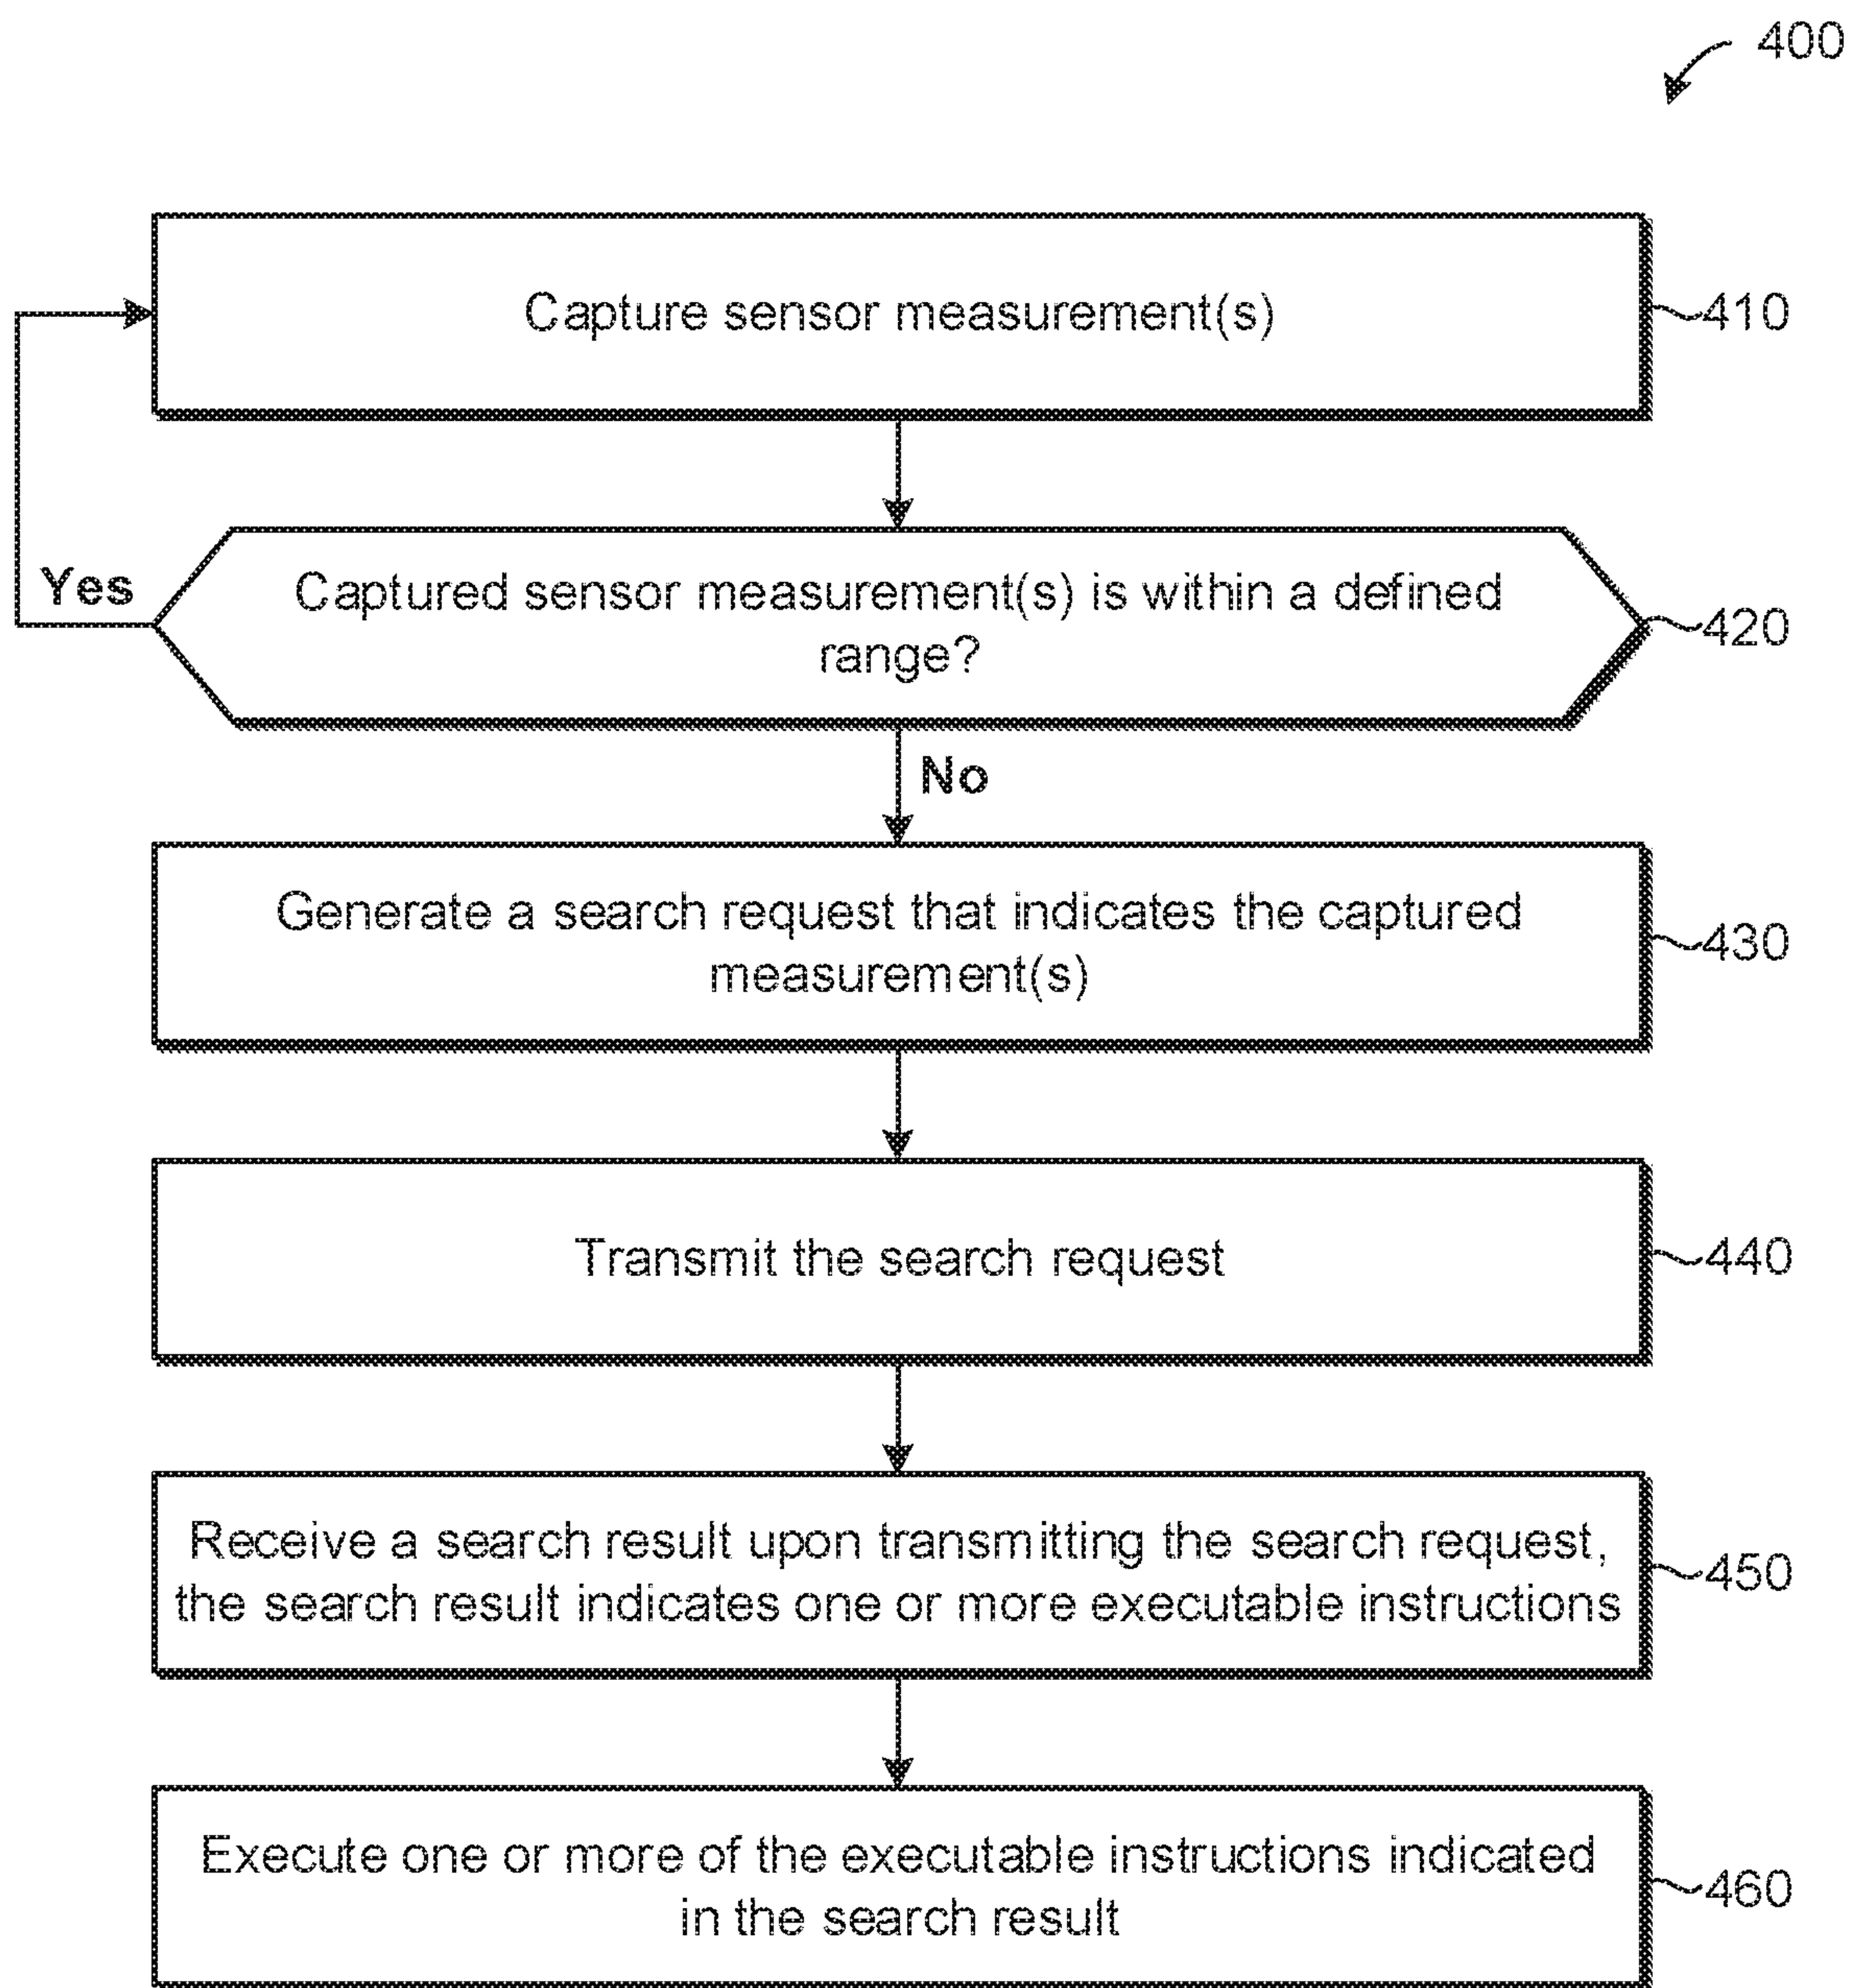 400
Capture sensor measurement(s)
410
Captured sensor measurement(s) is within a defined
range?
420
Yes
No
Generate a search request that indicates the captured
measurement(s)
430
Transmit the search request
440
Receive a search result upon transmitting the search request,
the search result indicates one or more executable instructions
450
Execute one or more of the executable instructions indicated
in the search result
460